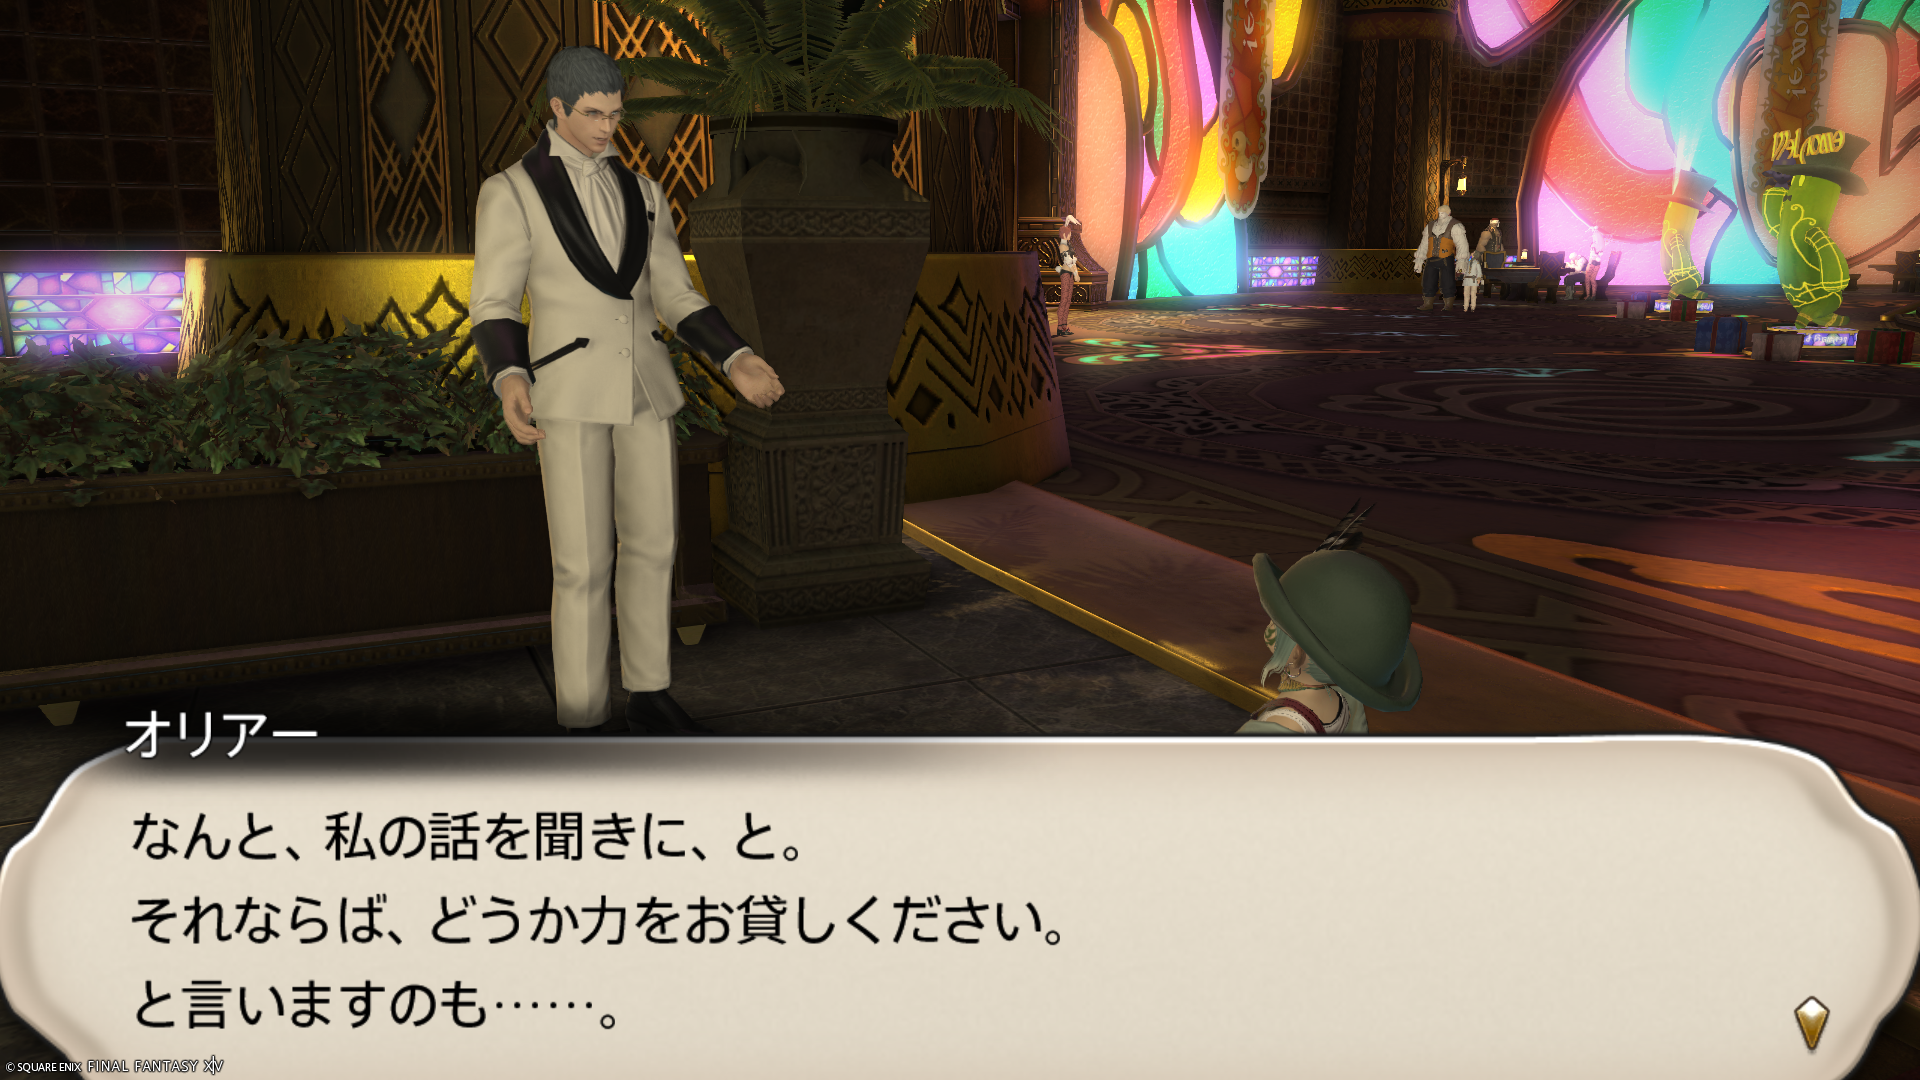 Welcome
オリアー
なんと、私の話を聞きに、と。
それならば、どうか力をお貸しください。
と言いますのも……。
© SQUARE ENIX FINAL FANTASY XIV